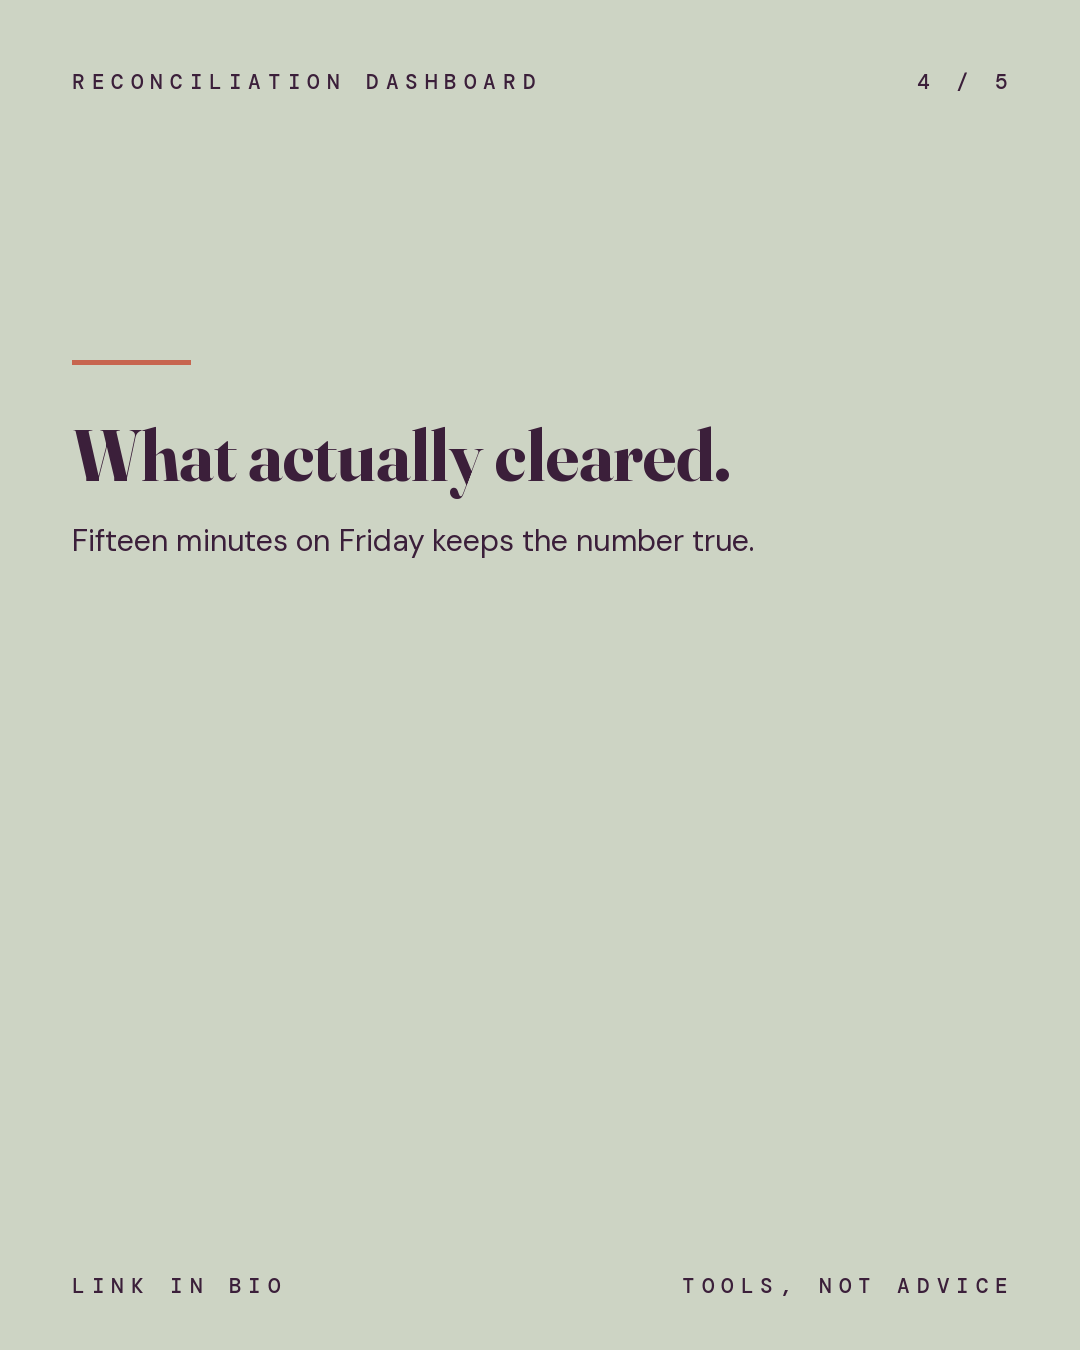 RECONCILIATION DASHBOARD
4 / 5
What actually cleared.
Fifteen minutes on Friday keeps the number true.
LINK IN BIO
TOOLS, NOT ADVICE